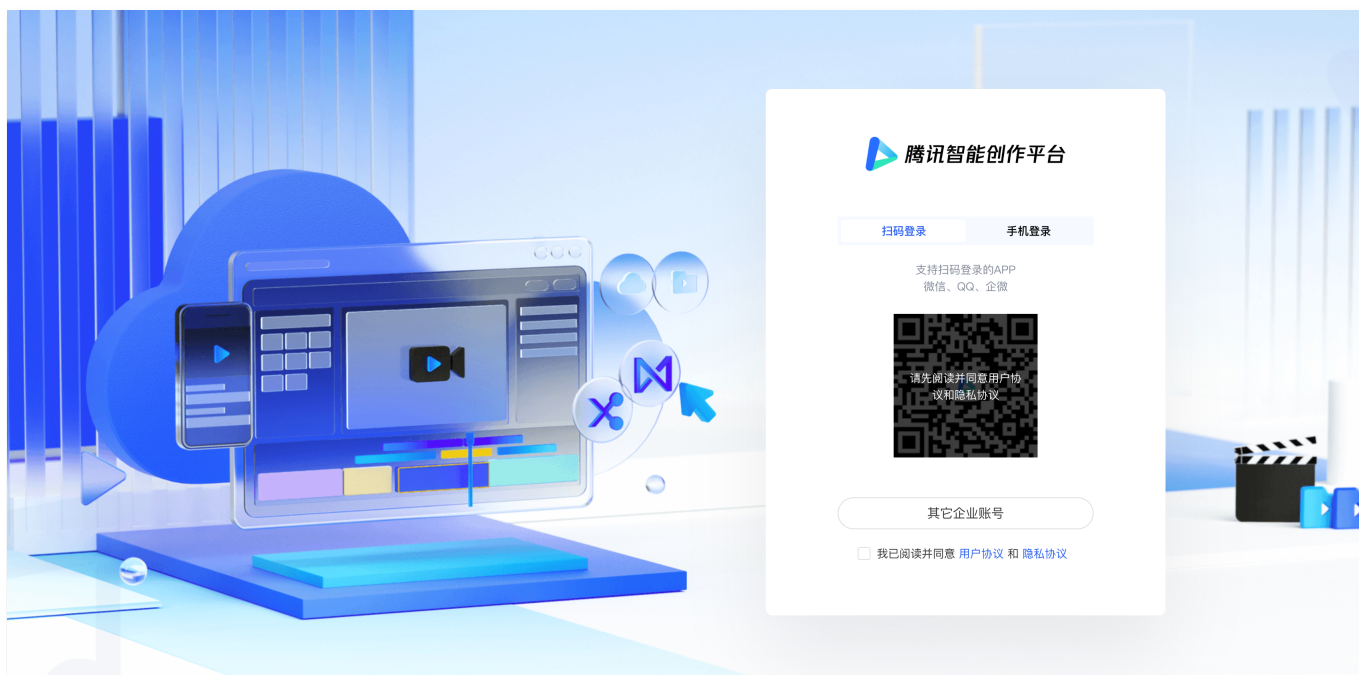 腾讯智能创作平台
扫码登录 手机登录
支持扫码登录的APP
微信、QQ、企微
请先阅读并同意用户协
议和隐私协议
其它企业账号
我已阅读并同意 用户协议 和 隐私协议